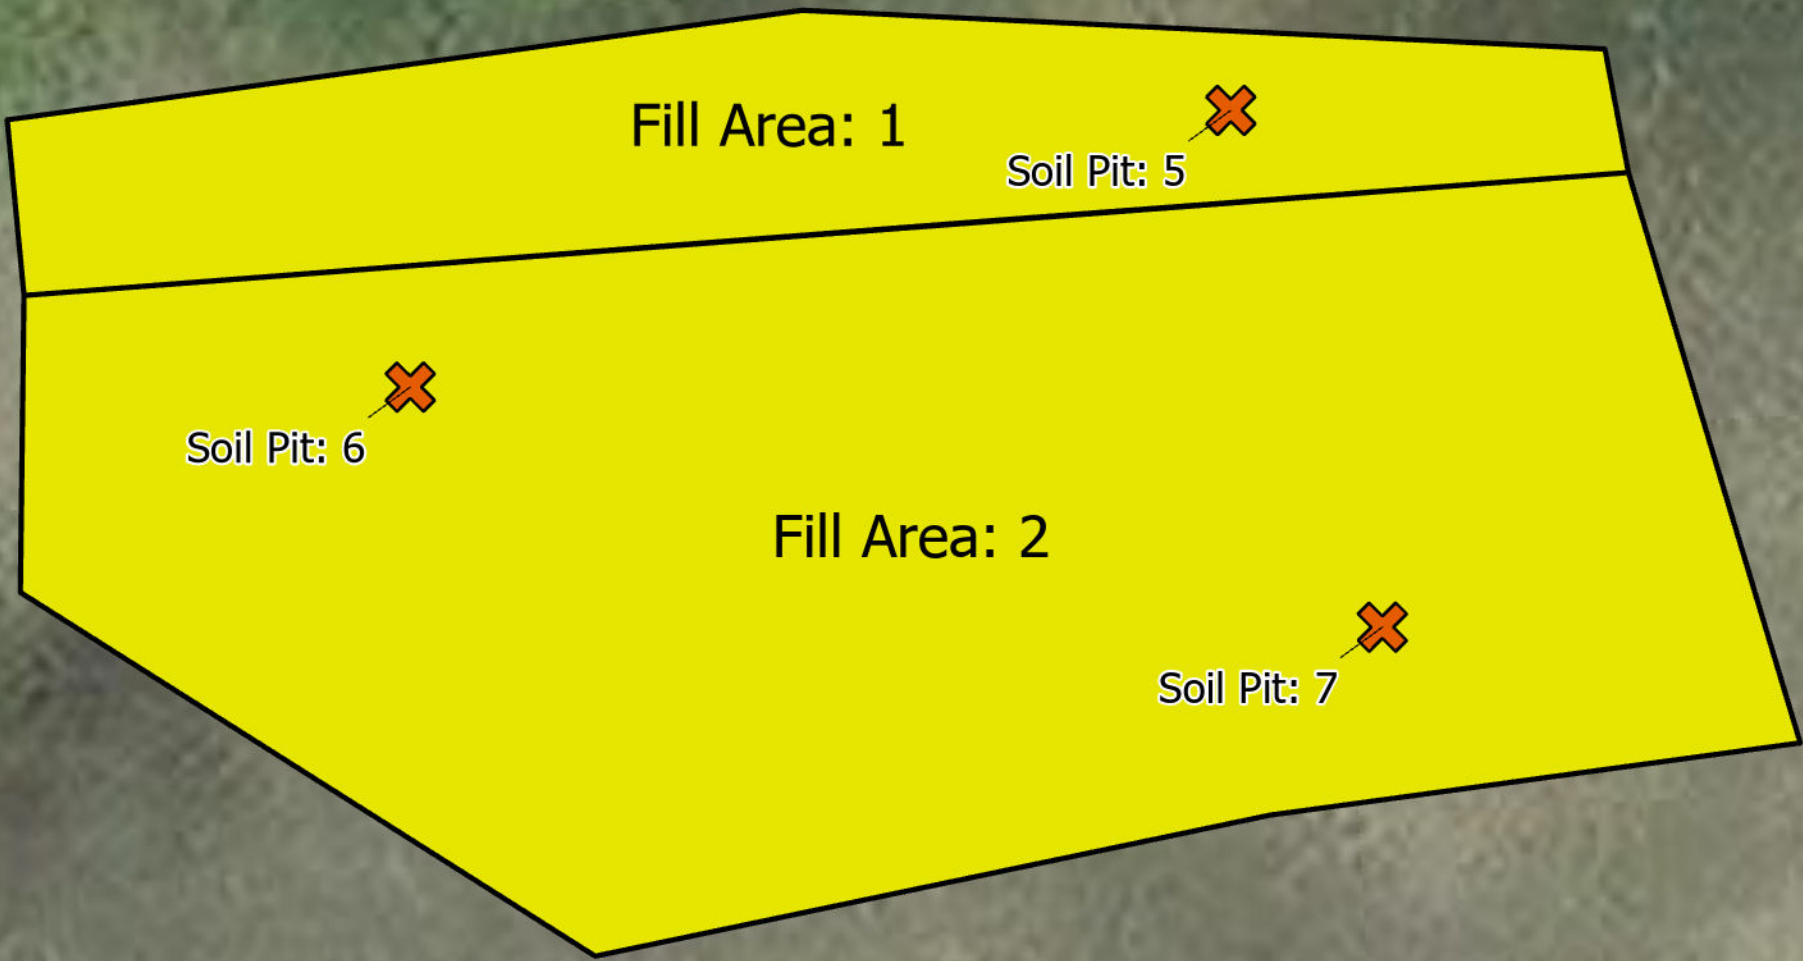 Fill Area: 1
Soil Pit: 5
Soil Pit: 6
Fill Area: 2
Soil Pit: 7